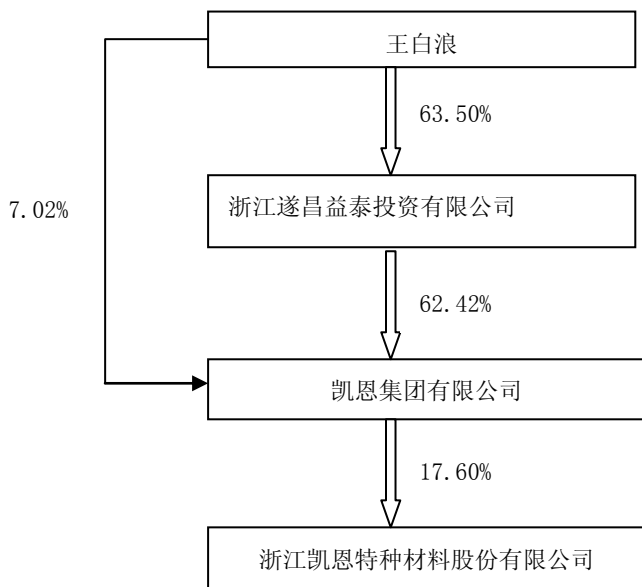 王白浪
63.50%
浙江遂昌益泰投资有限公司
7.02%
62.42%
凯恩集团有限公司
17.60%
浙江凯恩特种材料股份有限公司